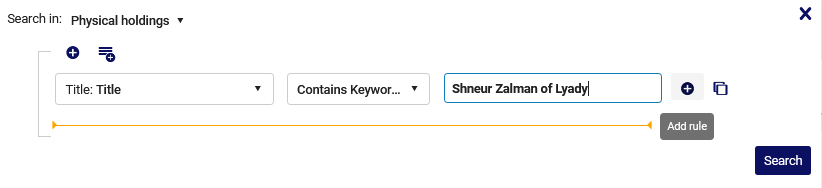 Search in: Physical holdings
Title: Title Contains Keywor... Shneur Zalman of Lyady
Add rule
Search